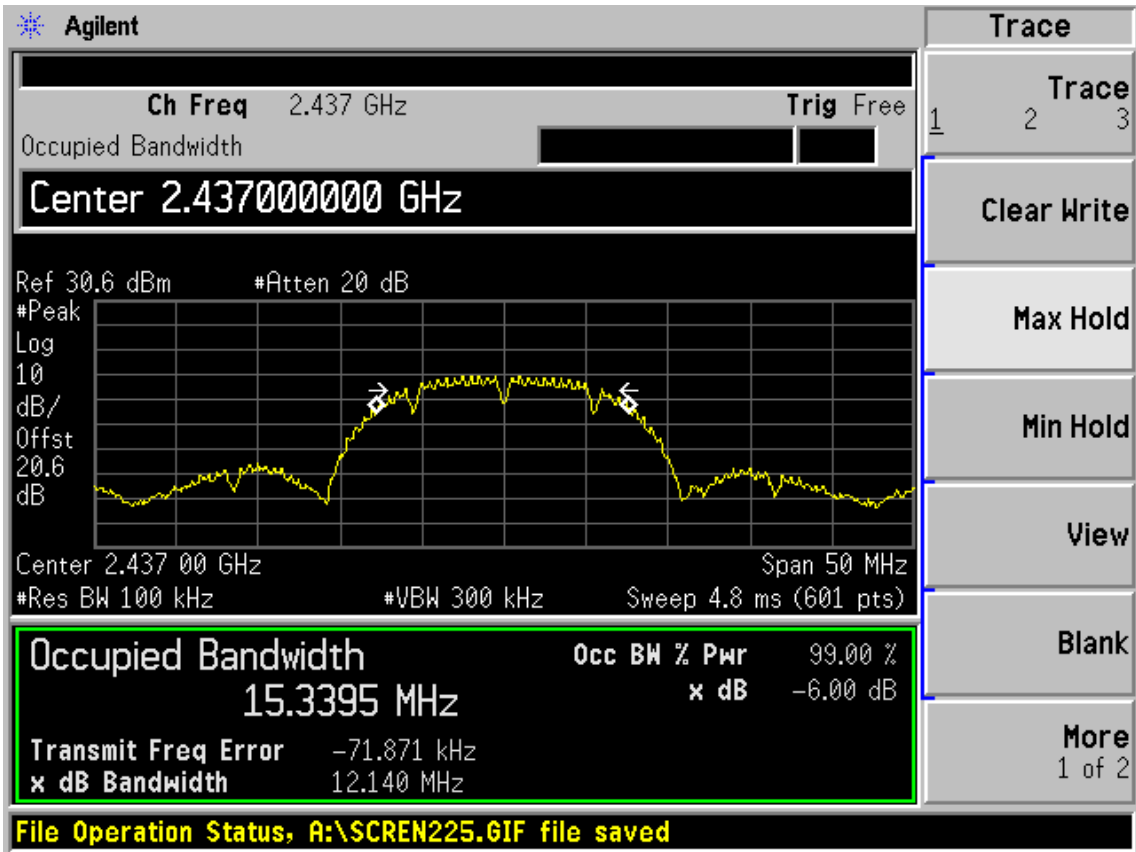 Agilent
Trace
Ch Freq 2.437 GHz Trig Free
Occupied Bandwidth
Center 2.437000000 GHz
Ref 30.6 dBm #Atten 20 dB
#Peak
Log
10
dB/
Offst
20.6
dB
Center 2.437 00 GHz Span 50 MHz
#Res BW 100 kHz #VBW 300 kHz Sweep 4.8 ms (601 pts)
Occupied Bandwidth Occ BW % Pwr 99.00 %
15.3395 MHz x dB -6.00 dB
Transmit Freq Error -71.871 kHz
x dB Bandwidth 12.140 MHz
File Operation Status, A:\SCREN225.GIF file saved
Trace
1 2 3
Clear Write
Max Hold
Min Hold
View
Blank
More
1 of 2